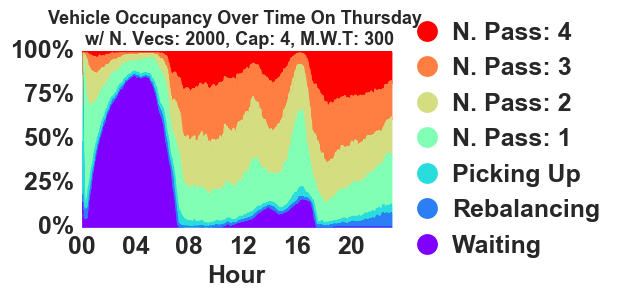 Vehicle Occupancy Over Time On Thursday
w/ N. Vecs: 2000, Cap: 4, M.W.T: 300
100%
75%
50%
25%
0%
00 04 08 12 16 20
Hour
N. Pass: 4
N. Pass: 3
N. Pass: 2
N. Pass: 1
Picking Up
Rebalancing
Waiting